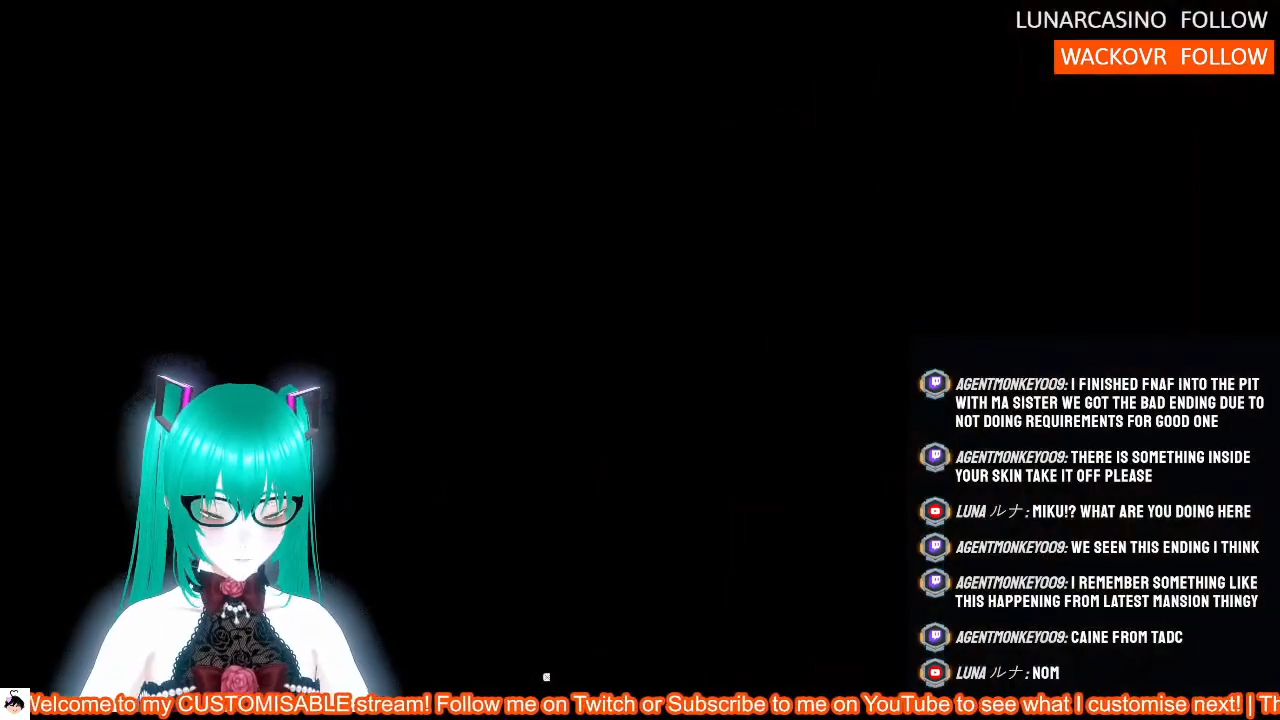 LUNARCASINO FOLLOW
WACKOVR FOLLOW
AGENTMONKEY009: I FINISHED FNAF INTO THE PIT
WITH MA SISTER WE GOT THE BAD ENDING DUE TO
NOT DOING REQUIREMENTS FOR GOOD ONE
AGENTMONKEY009: THERE IS SOMETHING INSIDE
YOUR SKIN TAKE IT OFF PLEASE
LUNA ルナ: MIKU!? WHAT ARE YOU DOING HERE
AGENTMONKEY009: WE SEEN THIS ENDING I THINK
AGENTMONKEY009: I REMEMBER SOMETHING LIKE
THIS HAPPENING FROM LATEST MANSION THINGY
AGENTMONKEY009: CAINE FROM TADC
LUNA ルナ: NOM
Welcome to my CUSTOMISABLE stream! Follow me on Twitch or Subscribe to me on YouTube to see what I customise next! | Th